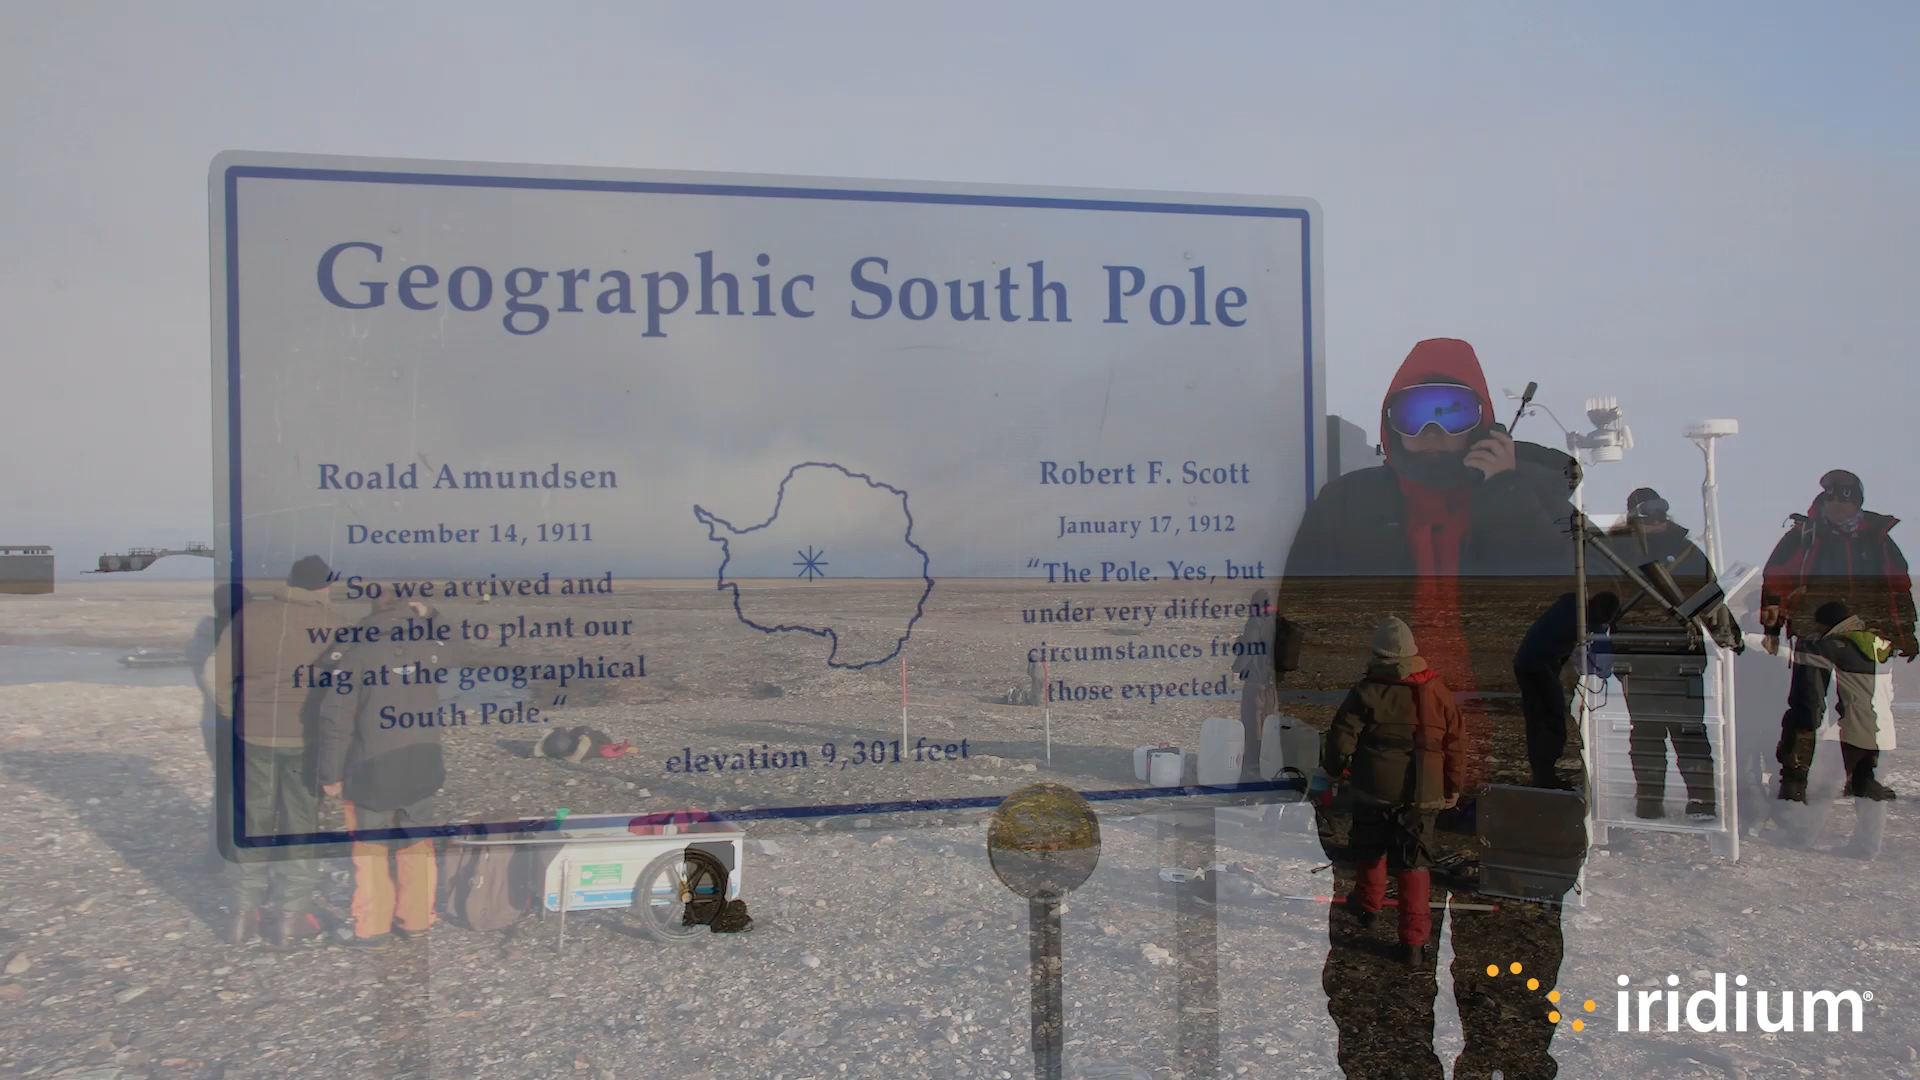 Geographic South Pole
Roald Amundsen
December 14, 1911
“So we arrived and
were able to plant our
flag at the geographical
South Pole.“
Robert F. Scott
January 17, 1912
“The Pole. Yes, but
under very different
circumstances from
those expected.“
elevation 9,301 feet
iridium®